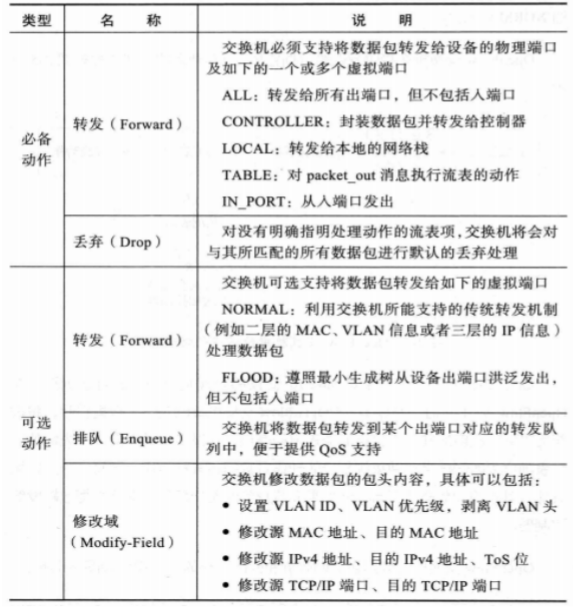 类型 名 称 说 明
必备
动作
转发（Forward）
交换机必须支持将数据包转发给设备的物理端口
及如下的一个或多个虚拟端口
ALL：转发给所有出端口，但不包括入端口
CONTROLLER：封装数据包并转发给控制器
LOCAL：转发给本地的网络栈
TABLE：对 packet_out 消息执行流表的动作
IN_PORT：从入端口发出
丢弃（Drop）
对没有明确指明处理动作的流表项，交换机将会对
与其所匹配的所有数据包进行默认的丢弃处理
可选
动作
转发（Forward）
交换机可选支持将数据包转发给如下的虚拟端口
NORMAL：利用交换机所能支持的传统转发机制
（例如二层的 MAC、VLAN 信息或者三层的 IP 信息）
处理数据包
FLOOD：遵照最小生成树从设备出端口洪泛发出，
但不包括入端口
排队（Enqueue）
交换机将数据包转发到某个出端口对应的转发队
列中，便于提供 QoS 支持
修改域
（Modify-Field）
交换机修改数据包的包头内容，具体可以包括：
• 设置 VLAN ID、VLAN 优先级，剥离 VLAN 头
• 修改源 MAC 地址、目的 MAC 地址
• 修改源 IPv4 地址、目的 IPv4 地址、ToS 位
• 修改源 TCP/IP 端口、目的 TCP/IP 端口